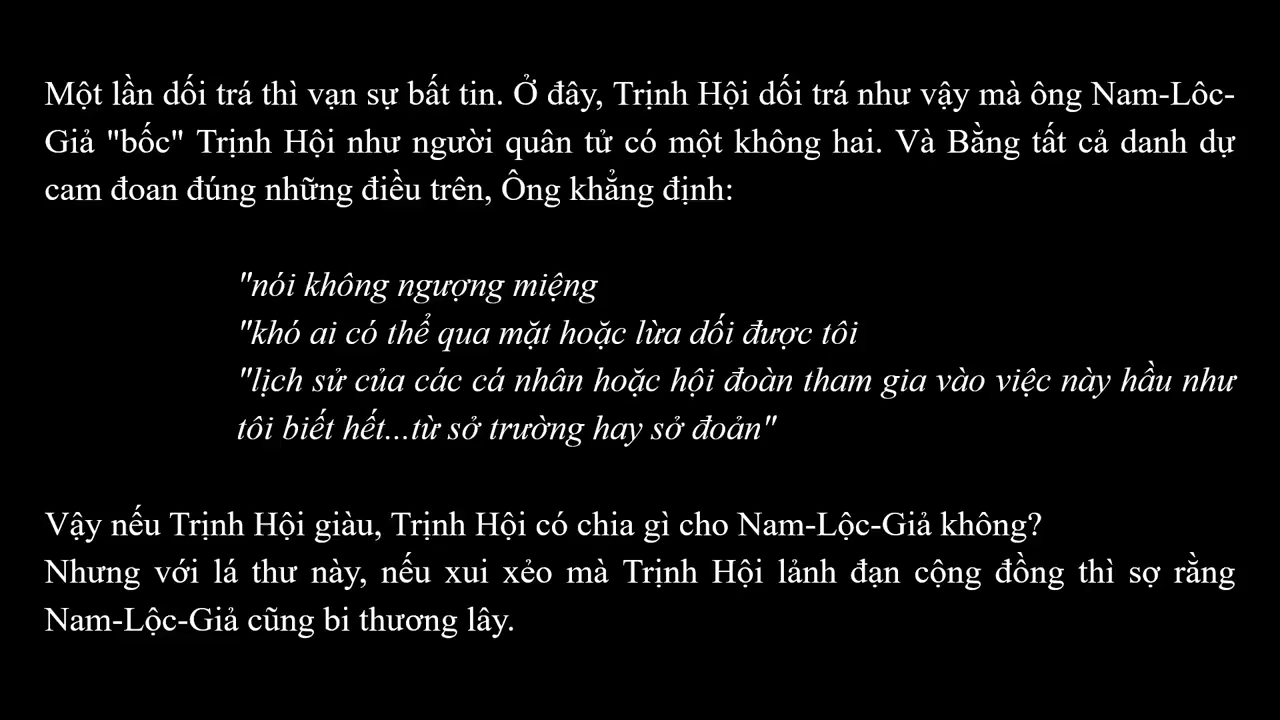 Một lần dối trá thì vạn sự bất tin. Ở đây, Trịnh Hội dối trá như vậy mà ông Nam-Lôc-
Giả "bốc" Trịnh Hội như người quân tử có một không hai. Và Bằng tất cả danh dự
cam đoan đúng những điều trên, Ông khẳng định:
"nói không ngượng miệng
"khó ai có thể qua mặt hoặc lừa dối được tôi
"lịch sử của các cá nhân hoặc hội đoàn tham gia vào việc này hầu như
tôi biết hết...từ sở trường hay sở đoản"
Vậy nếu Trịnh Hội giàu, Trịnh Hội có chia gì cho Nam-Lộc-Giả không?
Nhưng với lá thư này, nếu xui xẻo mà Trịnh Hội lảnh đạn cộng đồng thì sợ rằng
Nam-Lộc-Giả cũng bi thương lây.